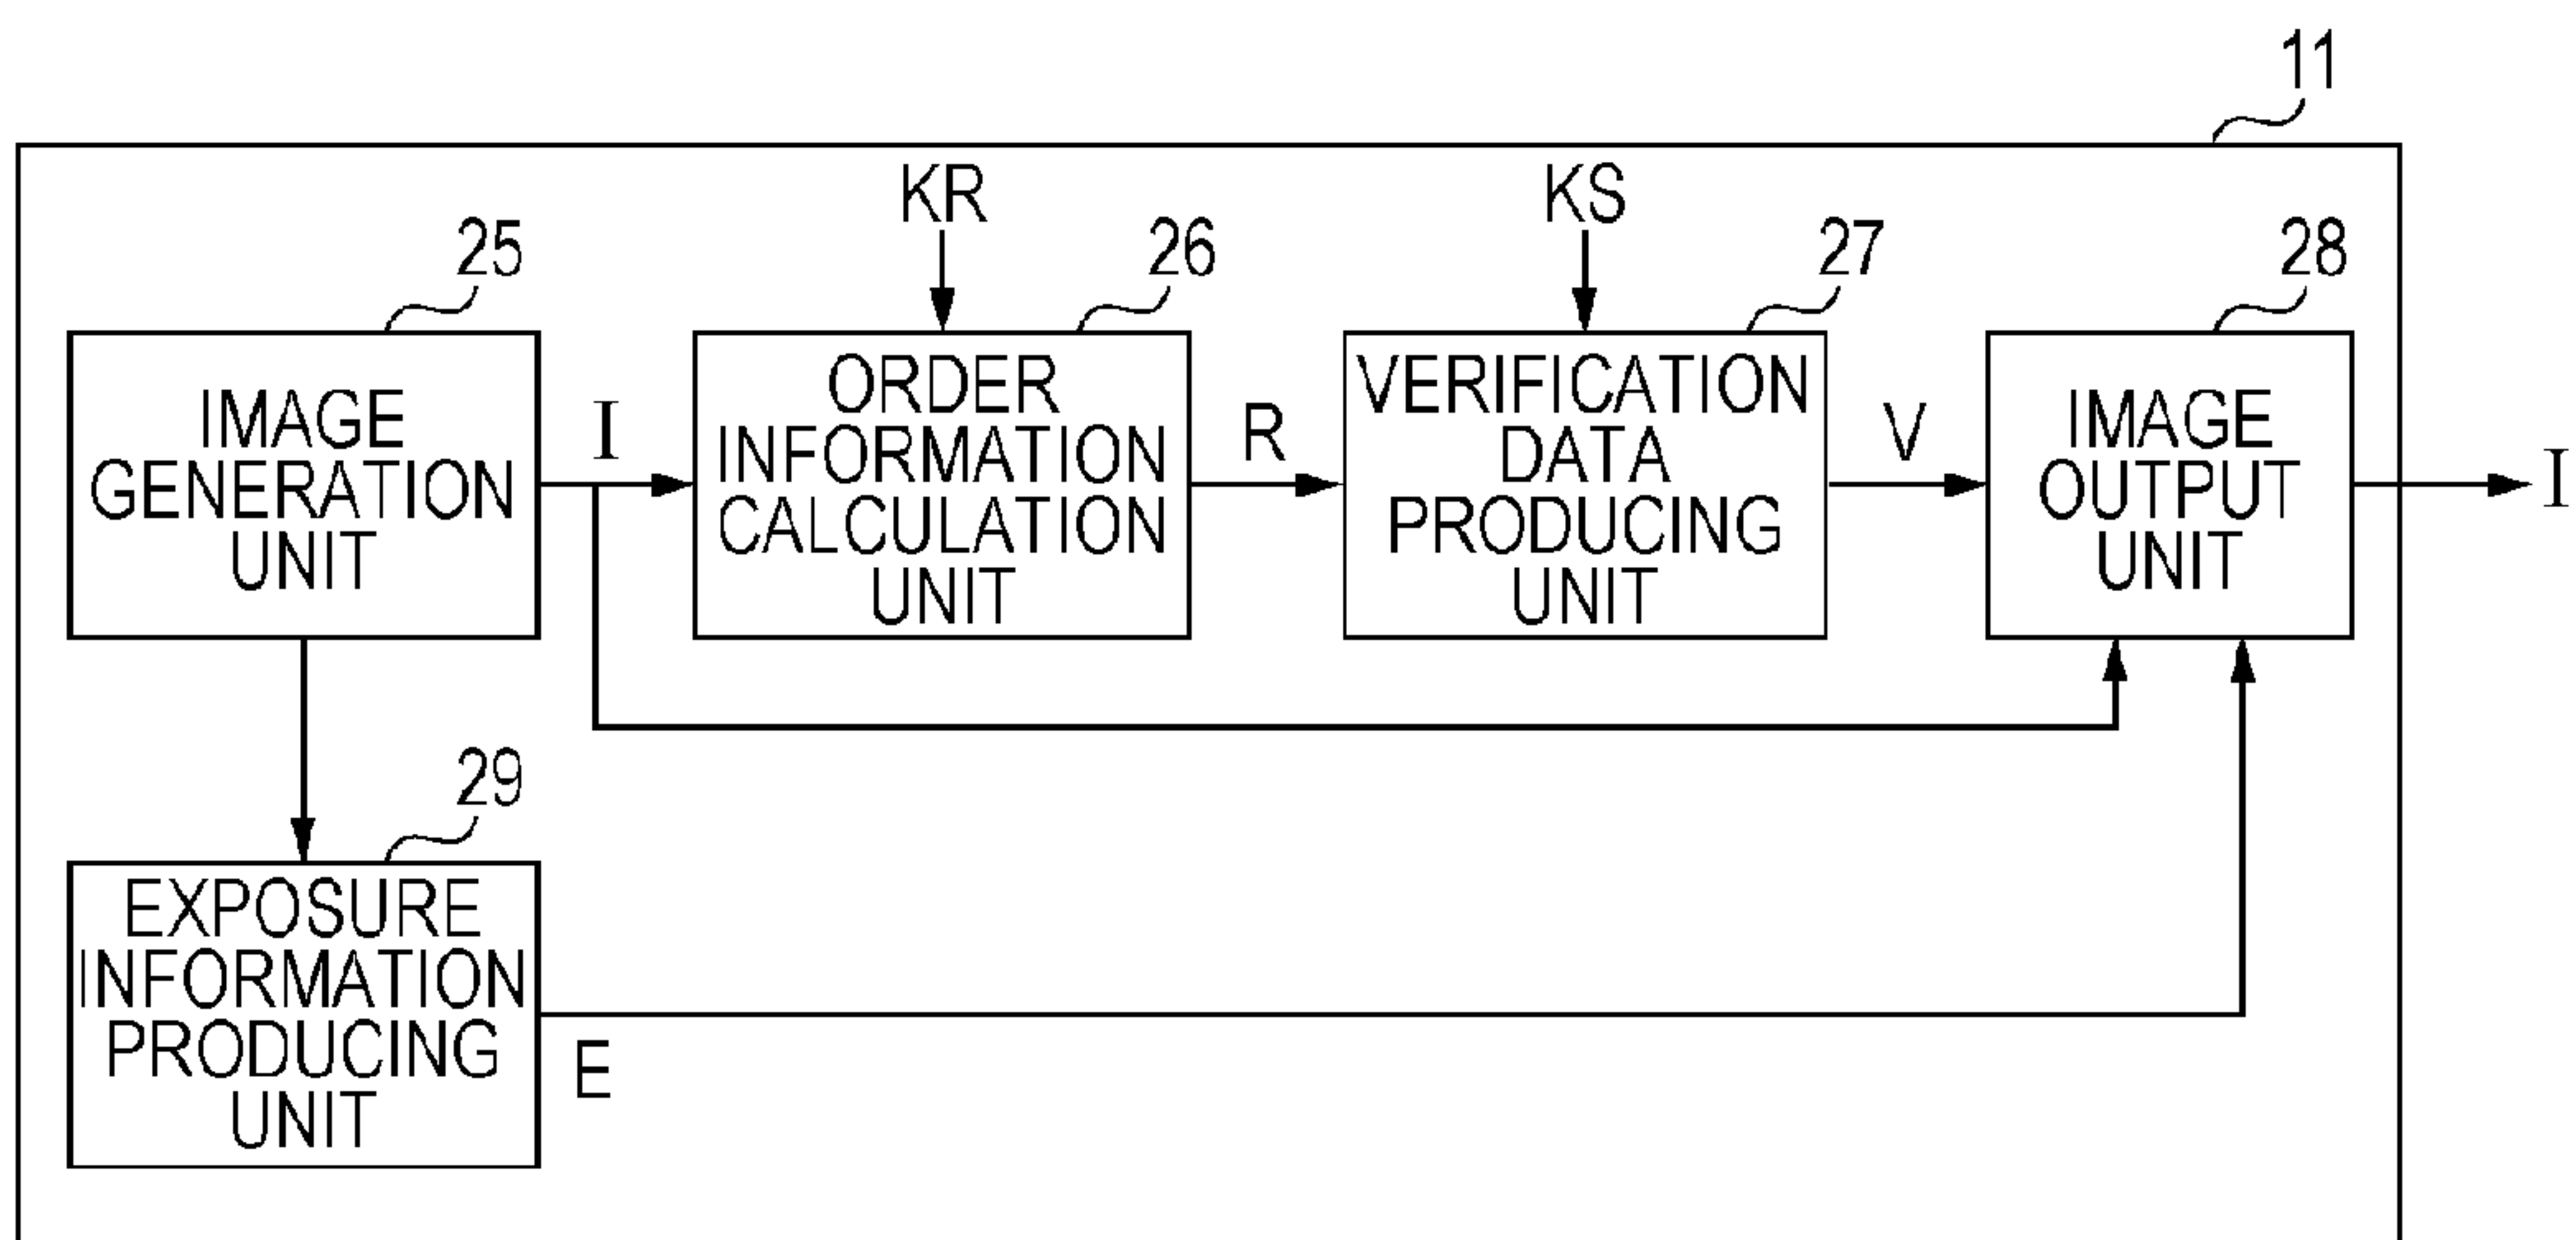 11
KR
KS
25
26
27
28
IMAGE
GENERATION
UNIT
I
ORDER
INFORMATION
CALCULATION
UNIT
R
VERIFICATION
DATA
PRODUCING
UNIT
V
IMAGE
OUTPUT
UNIT
I
29
EXPOSURE
INFORMATION
PRODUCING
UNIT
E